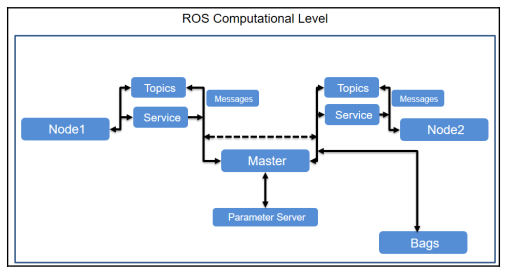 ROS Computational Level
Topics
Messages
Service
Node1
Topics
Messages
Service
Node2
Master
Parameter Server
Bags